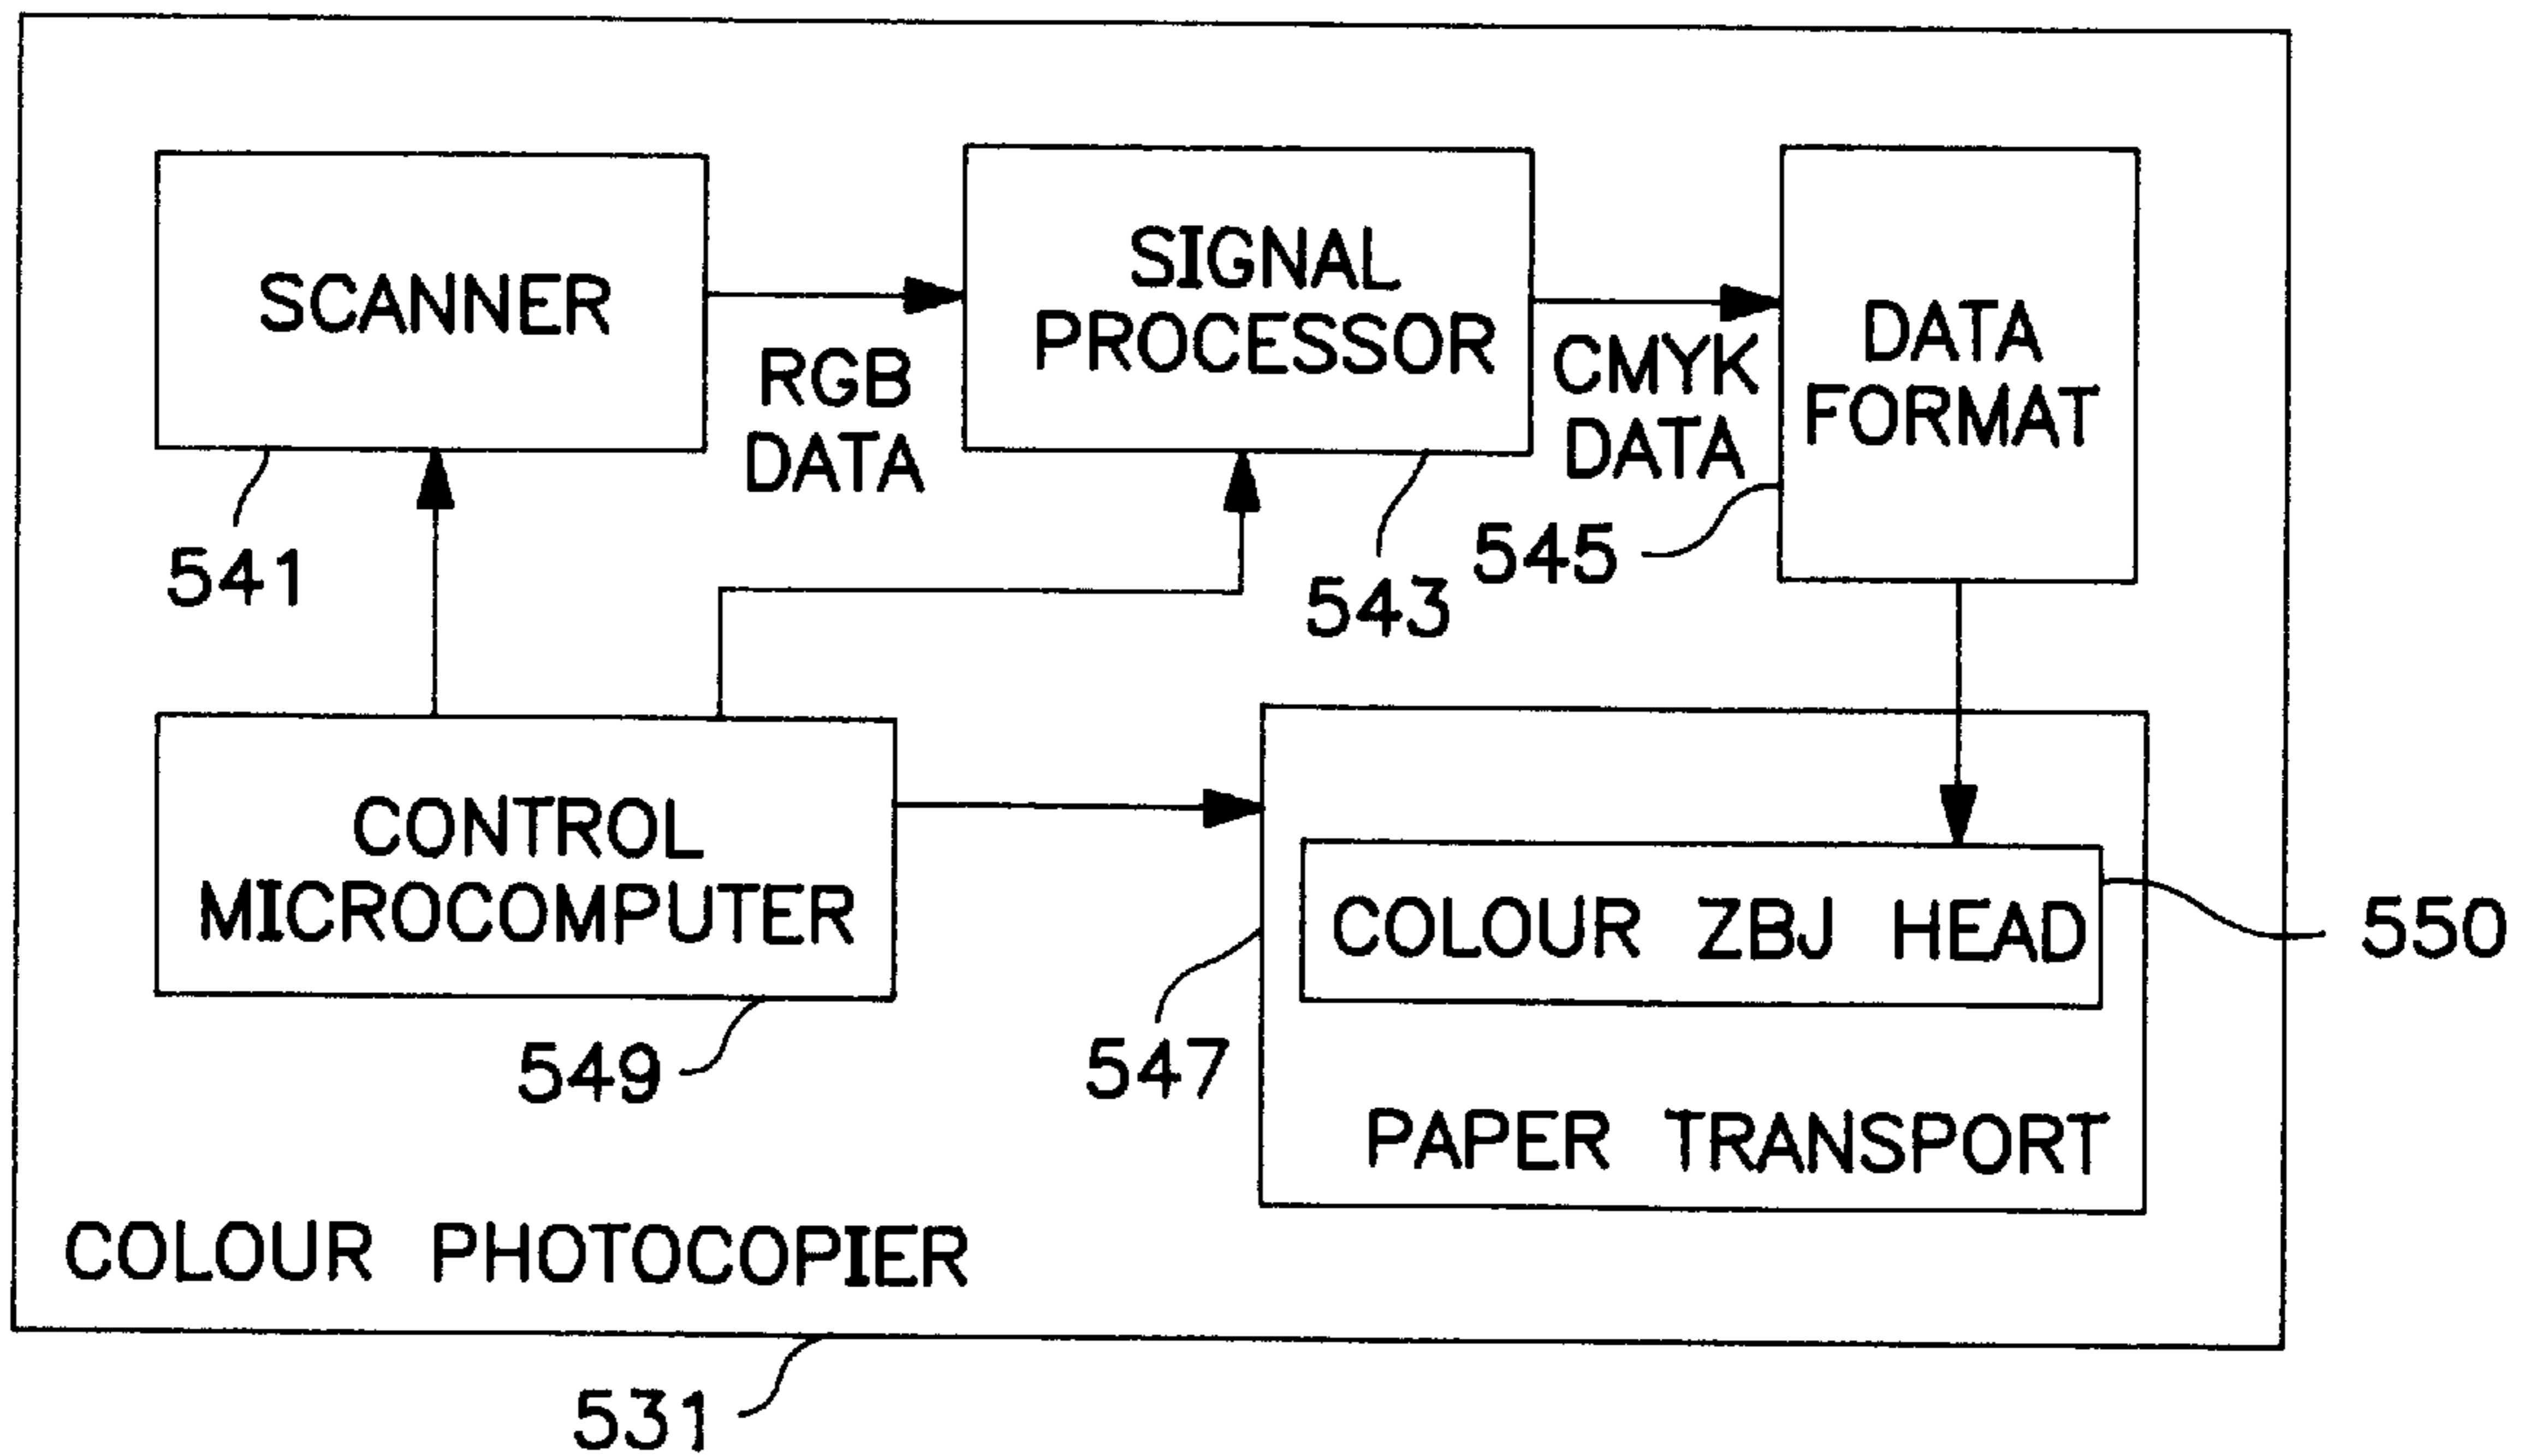 SCANNER
541
RGB
DATA
SIGNAL
PROCESSOR
543
CMYK
DATA
DATA
FORMAT
545
CONTROL
MICROCOMPUTER
549
COLOUR ZBJ HEAD
550
547
PAPER TRANSPORT
COLOUR PHOTOCOPIER
531